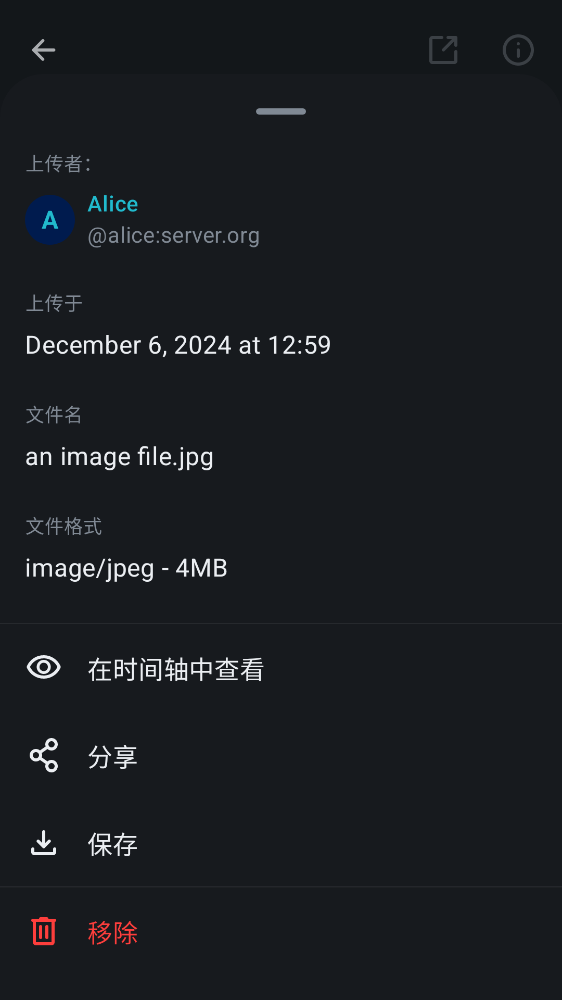 上传者：
A
Alice
@alice:server.org
上传于
December 6, 2024 at 12:59
文件名
an image file.jpg
文件格式
image/jpeg - 4MB
在时间轴中查看
分享
保存
移除